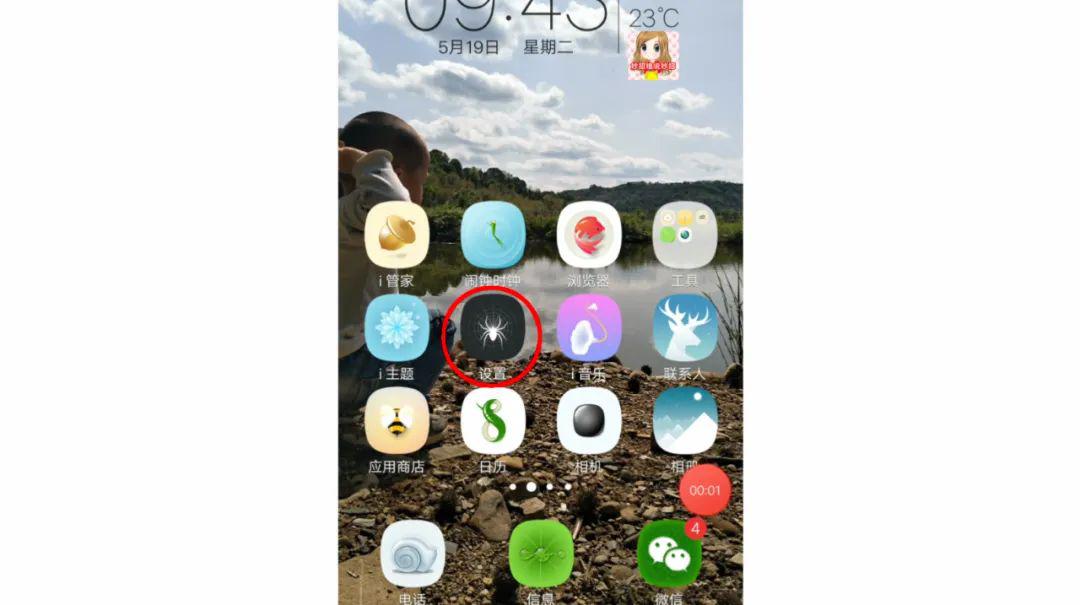 09:43
23℃
5月19日 星期二
i 管家
闹钟时钟
浏览器
工具
i 主题
设置
i 音乐
联系人
应用商店
日历
相机
相册
00:01
4
电话
信息
微信